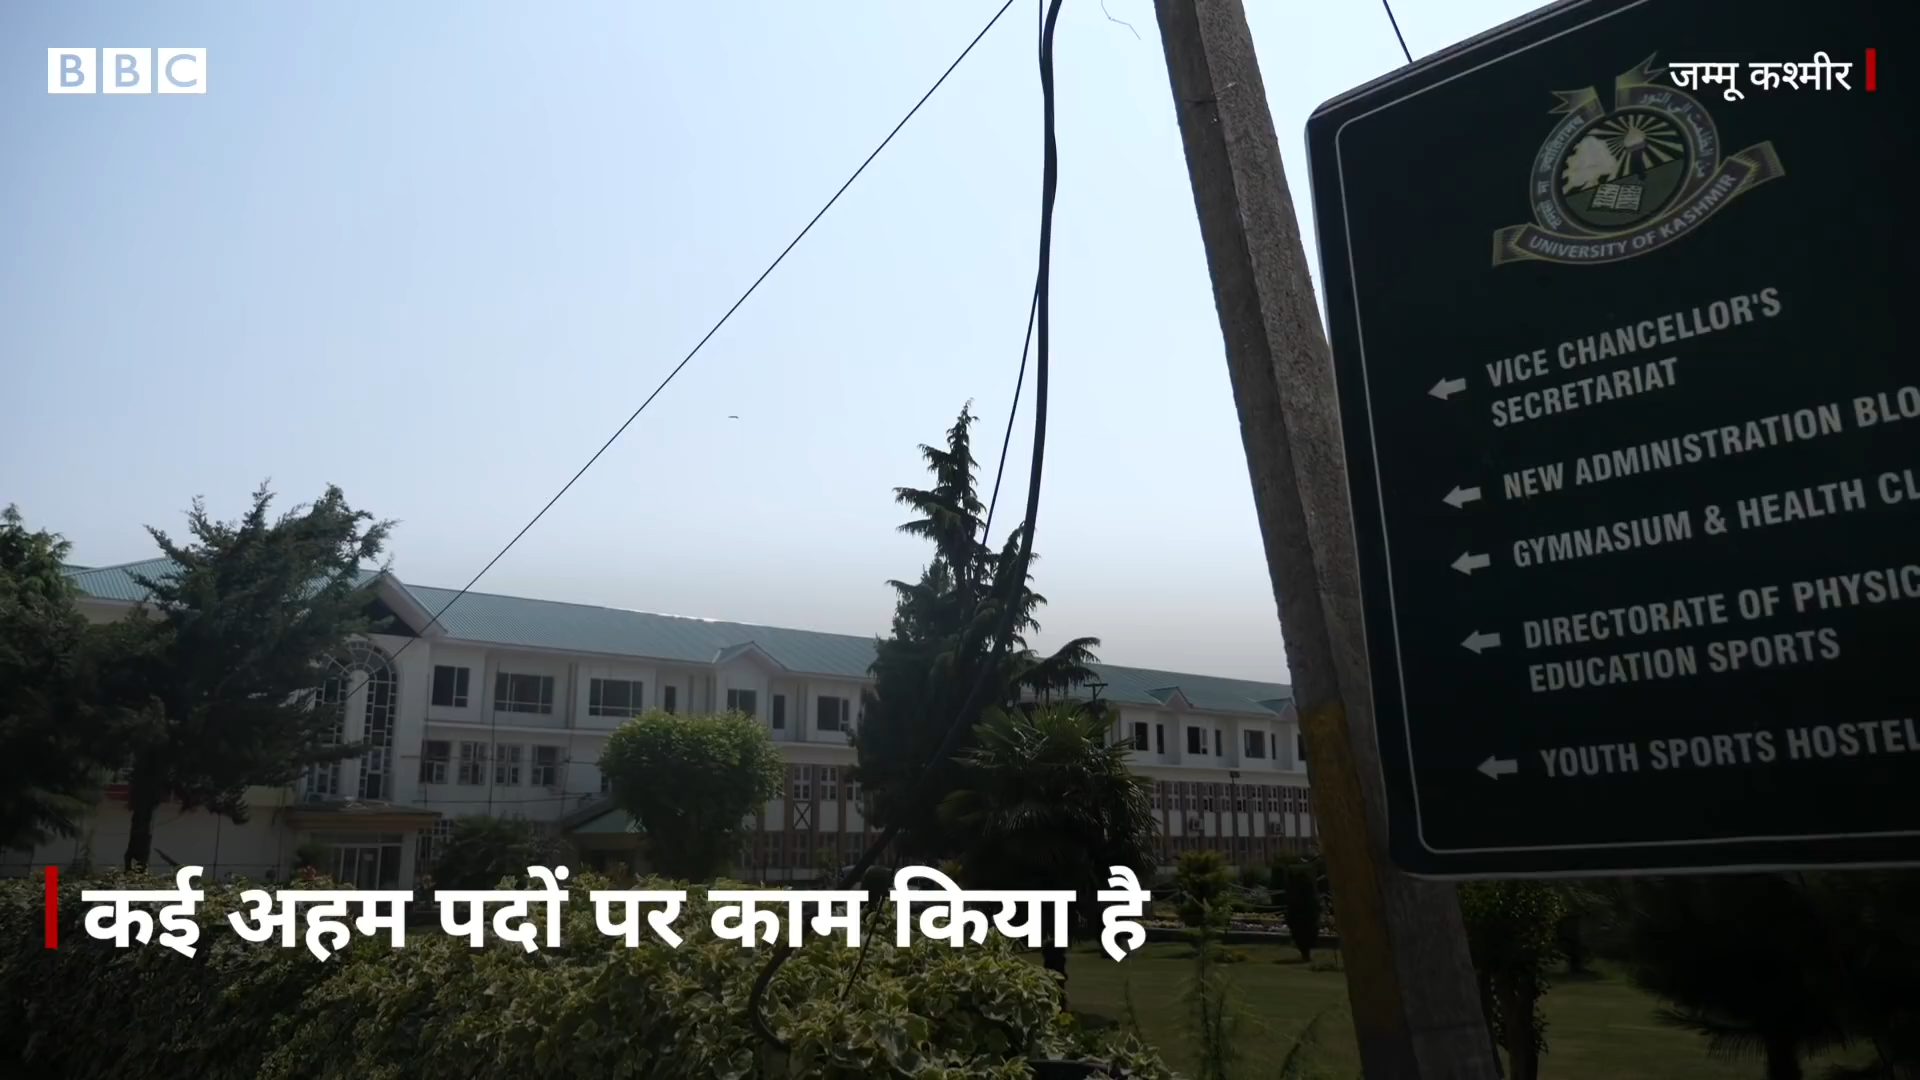 BBC
जम्मू कश्मीर
UNIVERSITY OF KASHMIR
VICE CHANCELLOR'S
SECRETARIAT
NEW ADMINISTRATION BLO
GYMNASIUM & HEALTH CL
DIRECTORATE OF PHYSIC
EDUCATION SPORTS
YOUTH SPORTS HOSTEL
कई अहम पदों पर काम किया है